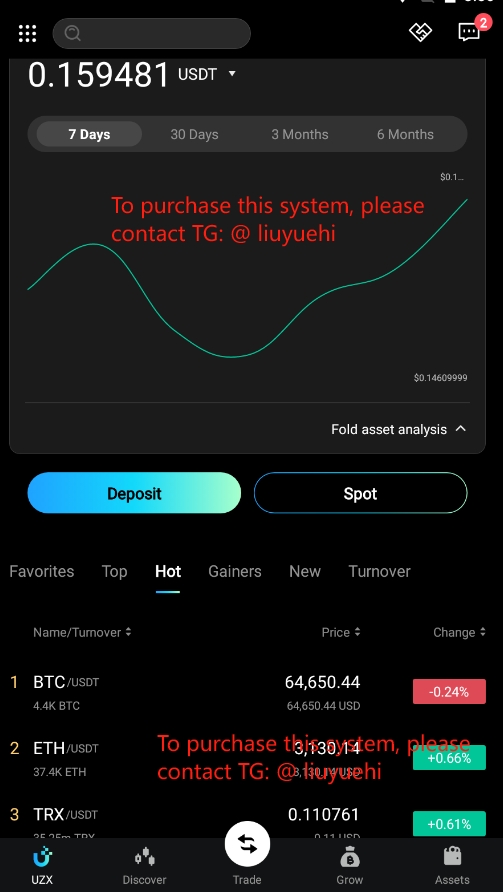 2
0.159481 USDT
7 Days 30 Days 3 Months 6 Months
$0.1...
To purchase this system, please
contact TG: @ liuyuehi
$0.14609999
Fold asset analysis
Deposit Spot
Favorites Top Hot Gainers New Turnover
Name/Turnover Price Change
1 BTC/USDT 64,650.44 -0.24%
4.4K BTC 64,650.44 USD
To purchase this system, please
2 ETH/USDT 3,130.14 +0.66%
contact TG: @ liuyuehi
37.4K ETH 3,130.14 USD
3 TRX/USDT 0.110761 +0.61%
35.25m TRX 0.11 USD
UZX Discover Trade Grow Assets